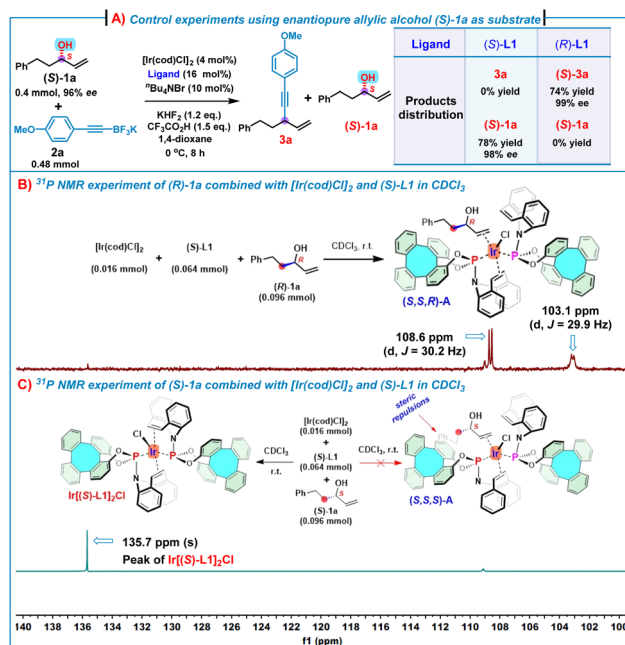 A) Control experiments using enantiopure allylic alcohol (S)-1a as substrate
OH
S
Ph
(S)-1a
0.4 mmol, 96% ee
+
MeO
BF3K
2a
0.48 mmol
[Ir(cod)Cl]2 (4 mol%)
Ligand (16 mol%)
nBu4NBr (10 mol%)
KHF2 (1.2 eq.)
CF3CO2H (1.5 eq.)
1,4-dioxane
0 °C, 8 h
MeO
Ph
3a
+
OH
S
Ph
(S)-1a
Ligand (S)-L1 (R)-L1
Products distribution
3a (S)-3a
0% yield 74% yield
99% ee
(S)-1a (S)-1a
78% yield 0% yield
98% ee
B) 31P NMR experiment of (R)-1a combined with [Ir(cod)Cl]2 and (S)-L1 in CDCl3
[Ir(cod)Cl]2
(0.016 mmol)
+
(S)-L1
(0.064 mmol)
+
OH
R
Ph
(R)-1a
(0.096 mmol)
CDCl3, r.t.
OH
R
Ph
Cl
Ir
N
P
P
O
O
O
O
N
(S,S,R)-A
103.1 ppm
(d, J = 29.9 Hz)
108.6 ppm
(d, J = 30.2 Hz)
C) 31P NMR experiment of (S)-1a combined with [Ir(cod)Cl]2 and (S)-L1 in CDCl3
Cl
N
O
O
P
Ir
P
O
O
N
Ir[(S)-L1]2Cl
CDCl3
r.t.
[Ir(cod)Cl]2
(0.016 mmol)
+
(S)-L1
(0.064 mmol)
+
OH
S
Ph
(S)-1a
(0.096 mmol)
CDCl3, r.t.
steric
repulsions
OH
S
Ph
Cl
N
O
O
P
Ir
P
O
O
N
(S,S,S)-A
135.7 ppm (s)
Peak of Ir[(S)-L1]2Cl
140 138 136 134 132 130 128 126 124 122 120 118 116 114 112 110 108 106 104 102 100
f1 (ppm)